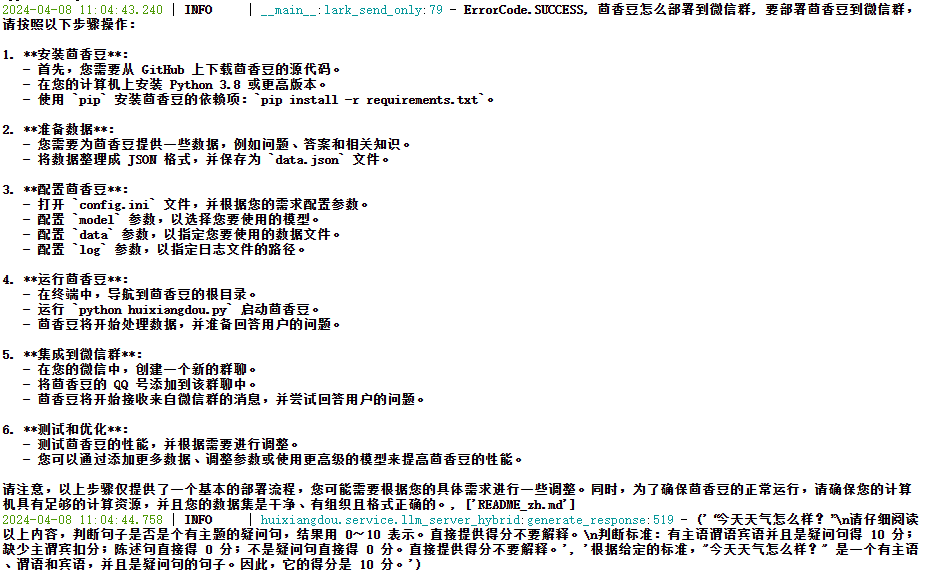 2024-04-08 11:04:43.240 | INFO     | __main__:lark_send_only:79 - ErrorCode.SUCCESS, 茴香豆怎么部署到微信群, 要部署茴香豆到微信群，
请按照以下步骤操作：
1. **安装茴香豆**：
- 首先，您需要从 GitHub 上下载茴香豆的源代码。
- 在您的计算机上安装 Python 3.8 或更高版本。
- 使用 `pip` 安装茴香豆的依赖项：`pip install -r requirements.txt`。
2. **准备数据**：
- 您需要为茴香豆提供一些数据，例如问题、答案和相关知识。
- 将数据整理成 JSON 格式，并保存为 `data.json` 文件。
3. **配置茴香豆**：
- 打开 `config.ini` 文件，并根据您的需求配置参数。
- 配置 `model` 参数，以选择您要使用的模型。
- 配置 `data` 参数，以指定您要使用的数据文件。
- 配置 `log` 参数，以指定日志文件的路径。
4. **运行茴香豆**：
- 在终端中，导航到茴香豆的根目录。
- 运行 `python huixiangdou.py` 启动茴香豆。
- 茴香豆将开始处理数据，并准备回答用户的问题。
5. **集成到微信群**：
- 在您的微信中，创建一个新的群聊。
- 将茴香豆的 QQ 号添加到该群聊中。
- 茴香豆将开始接收来自微信群的消息，并尝试回答用户的问题。
6. **测试和优化**：
- 测试茴香豆的性能，并根据需要进行调整。
- 您可以通过添加更多数据、调整参数或使用更高级的模型来提高茴香豆的性能。
请注意，以上步骤仅提供了一个基本的部署流程，您可能需要根据您的具体需求进行一些调整。同时，为了确保茴香豆的正常运行，请确保您的计算
机具有足够的计算资源，并且您的数据集是干净、有组织且格式正确的。, ['README_zh.md']
2024-04-08 11:04:44.758 | INFO     | huixiangdou.service.llm_server_hybrid:generate_response:519 - ('“今天天气怎么样？”\n请仔细阅读
以上内容，判断句子是否是个有主题的疑问句，结果用 0～10 表示。直接提供得分不要解释。\n判断标准：有主语谓语宾语并且是疑问句得 10 分；
缺少主谓宾扣分；陈述句直接得 0 分；不是疑问句直接得 0 分。直接提供得分不要解释。', '根据给定的标准，"今天天气怎么样？" 是一个有主语
、谓语和宾语，并且是疑问句的句子。因此，它的得分是 10 分。')